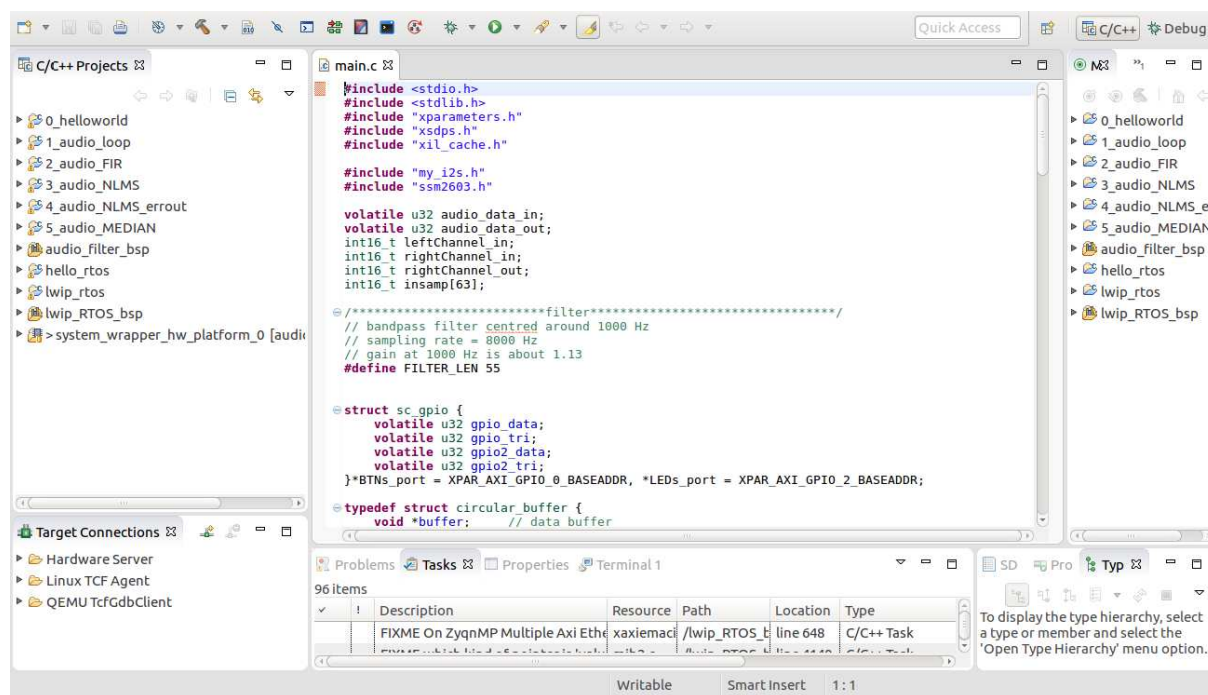 Quick Access
C/C++
Debug
C/C++ Projects
0_helloworld
1_audio_loop
2_audio_FIR
3_audio_NLMS
4_audio_NLMS_errout
5_audio_MEDIAN
audio_filter_bsp
hello_rtos
lwip_rtos
lwip_RTOS_bsp
> system_wrapper_hw_platform_0 [audi
Target Connections
Hardware Server
Linux TCF Agent
QEMU TcfGdbClient
main.c
#include <stdio.h>
#include <stdlib.h>
#include "xparameters.h"
#include "xsdps.h"
#include "xil_cache.h"
#include "my_i2s.h"
#include "ssm2603.h"
volatile u32 audio_data_in;
volatile u32 audio_data_out;
int16_t leftChannel_in;
int16_t rightChannel_in;
int16_t rightChannel_out;
int16_t insamp[63];
/**************************filter*********************************/
// bandpass filter centred around 1000 Hz
// sampling rate = 8000 Hz
// gain at 1000 Hz is about 1.13
#define FILTER_LEN 55
struct sc_gpio {
volatile u32 gpio_data;
volatile u32 gpio_tri;
volatile u32 gpio2_data;
volatile u32 gpio2_tri;
}*BTNs_port = XPAR_AXI_GPIO_0_BASEADDR, *LEDs_port = XPAR_AXI_GPIO_2_BASEADDR;
typedef struct circular_buffer {
void *buffer; // data buffer
0_helloworld
1_audio_loop
2_audio_FIR
3_audio_NLMS
4_audio_NLMS_e
5_audio_MEDIAN
audio_filter_bsp
hello_rtos
lwip_rtos
lwip_RTOS_bsp
Problems Tasks Properties Terminal 1
96 items
! Description Resource Path Location Type
FIXME On ZyqnMP Multiple Axi Ethe xaxiemaci /lwip_RTOS_b line 648 C/C++ Task
SD Pro Typ
To display the type hierarchy, select
a type or member and select the
'Open Type Hierarchy' menu option.
Writable Smart Insert 1 : 1